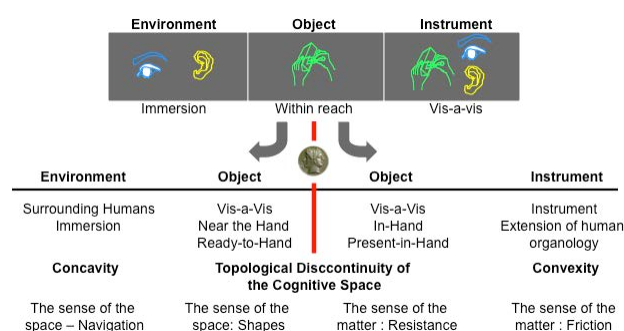 Environment
Object
Instrument
Immersion
Within reach
Vis-a-vis
Environment
Object
Object
Instrument
Surrounding Humans
Immersion
Vis-a-Vis
Near the Hand
Ready-to-Hand
Vis-a-Vis
In-Hand
Present-in-Hand
Instrument
Extension of human
organology
Concavity
Topological Disccontinuity of
the Cognitive Space
Convexity
The sense of the
space – Navigation
The sense of the
space: Shapes
The sense of the
matter : Resistance
The sense of the
matter : Friction